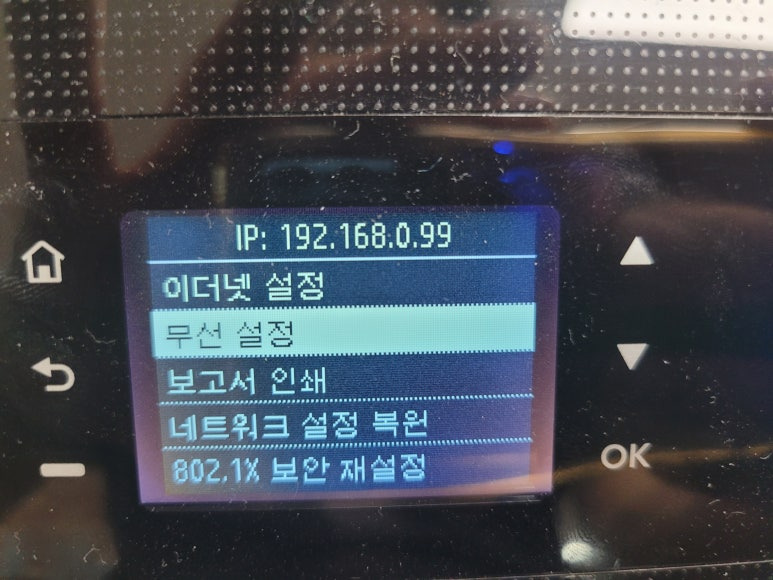 IP: 192.168.0.99
이더넷 설정
무선 설정
보고서 인쇄
네트워크 설정 복원
802.1X 보안 재설정
OK